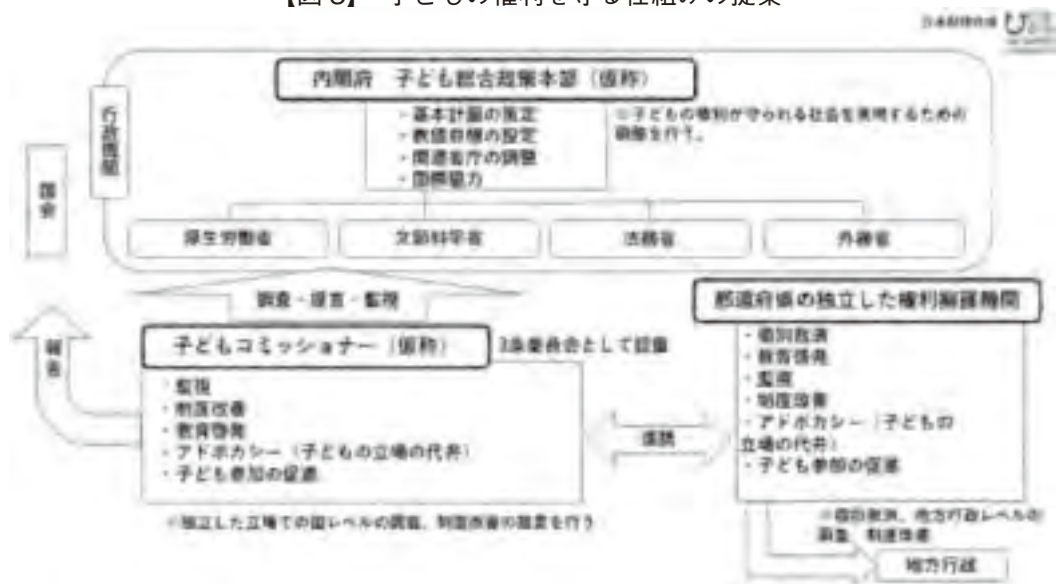 【図3】 子どもの権利を守る仕組みの提案
日本財団作成
内閣府 子ども総合政策本部（仮称）
行政機関
・基本計画の策定
・数値目標の設定
・関連省庁の調整
・国際協力
※子どもの権利が守られる社会を実現するための
調整を行う。
国会
厚生労働省
文部科学省
法務省
外務省
調査・提言・監視
都道府県の独立した権利擁護機関
報告
子どもコミッショナー（仮称）
3条委員会として設置
・監視
・制度改善
・教育啓発
・アドボカシー（子どもの立場の代弁）
・子ども参加の促進
連携
・個別救済
・教育啓発
・監視
・制度改善
・アドボカシー（子どもの
立場の代弁）
・子ども参加の促進
※独立した立場での国レベルの調査、制度改善の提案を行う
※個別救済、地方行政レベルの
調査、制度改善
地方行政